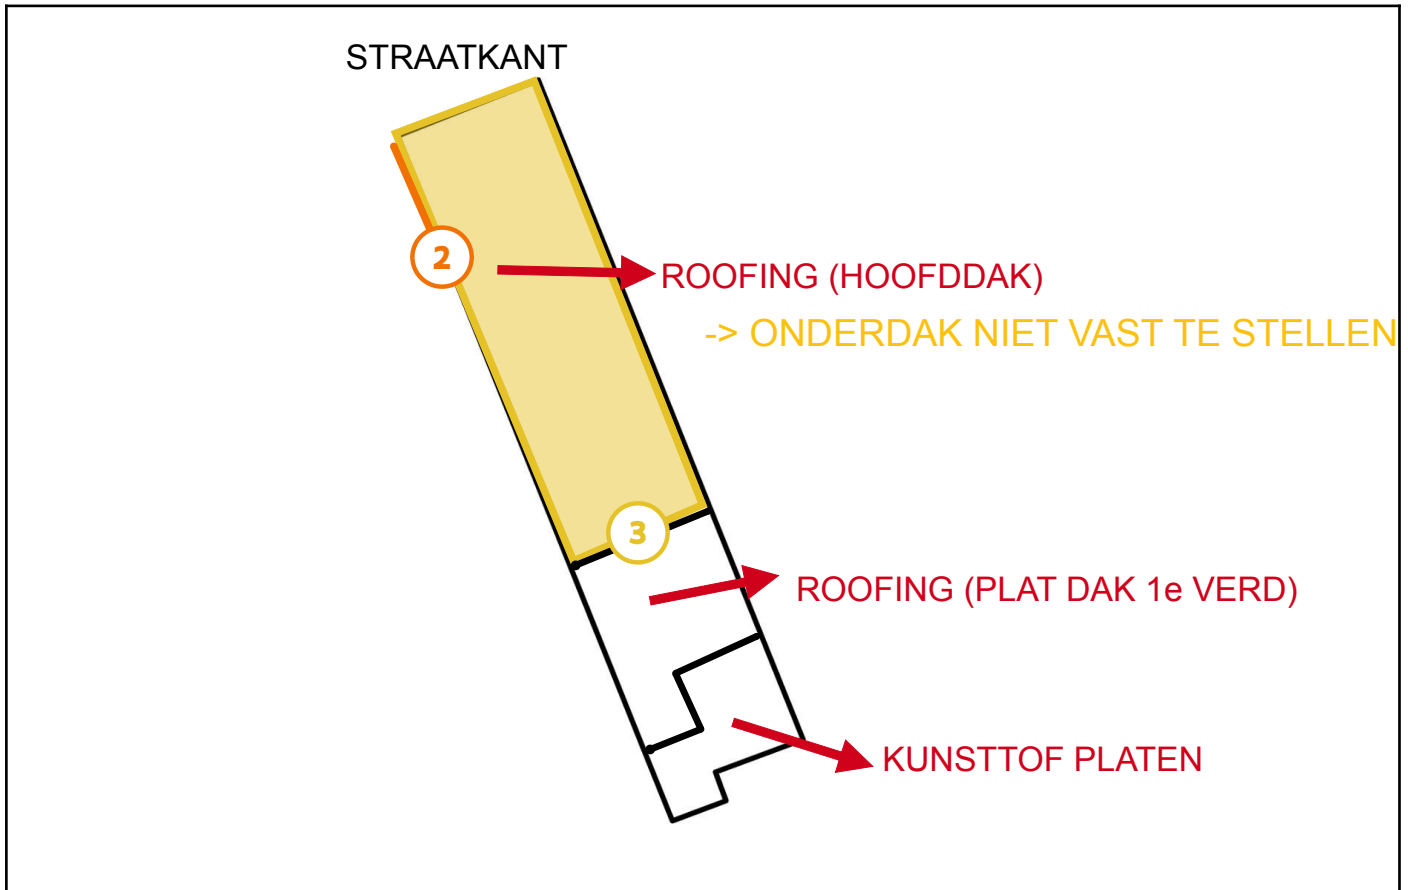 STRAATKANT
2
ROOFING (HOOFDDAK)
-> ONDERDAK NIET VAST TE STELLEN
3
ROOFING (PLAT DAK 1e VERD)
KUNSTTOF PLATEN